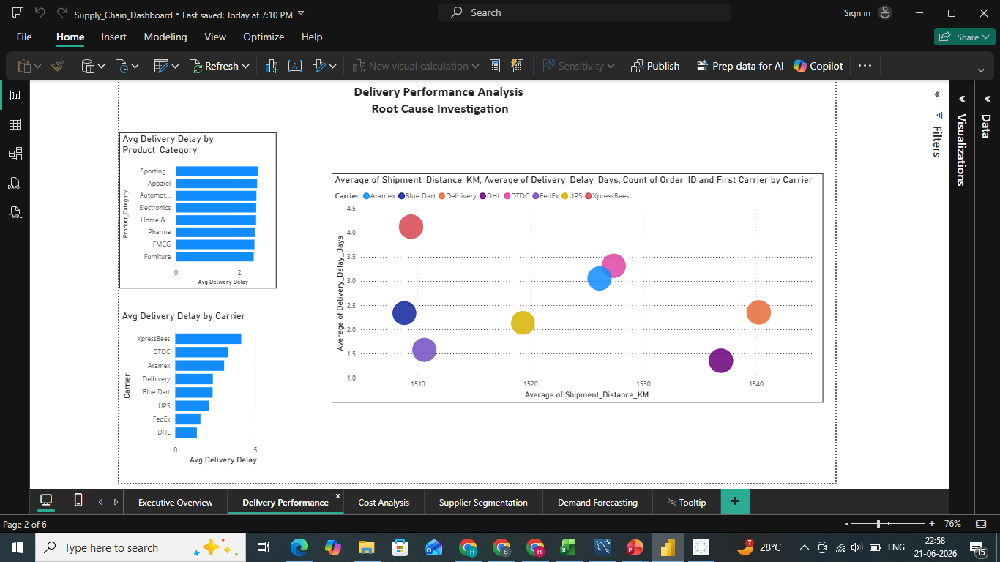 Supply_Chain_Dashboard • Last saved: Today at 7:10 PM
Search
Sign in
File Home Insert Modeling View Optimize Help
Share
Refresh
New visual calculation
Sensitivity
Publish
Prep data for AI
Copilot
Delivery Performance Analysis
Root Cause Investigation
Avg Delivery Delay by
Product_Category
Product_Category
Sporting...
Apparel
Automot...
Electronics
Home &...
Pharma
FMCG
Furniture
0 2
Avg Delivery Delay
Avg Delivery Delay by Carrier
Carrier
XpressBees
DTDC
Aramex
Delhivery
Blue Dart
UPS
FedEx
DHL
0 5
Avg Delivery Delay
Average of Shipment_Distance_KM, Average of Delivery_Delay_Days, Count of Order_ID and First Carrier by Carrier
Carrier Aramex Blue Dart Delhivery DHL DTDC FedEx UPS XpressBees
Average of Delivery_Delay_Days
4.5
4.0
3.5
3.0
2.5
2.0
1.5
1.0
1510 1520 1530 1540
Average of Shipment_Distance_KM
Filters
Visualizations
Data
DAX
TMDL
Executive Overview Delivery Performance x Cost Analysis Supplier Segmentation Demand Forecasting Tooltip +
Page 2 of 6
- + 76%
Type here to search
H S H
7
28°C
ENG
22:58
21-06-2026
15